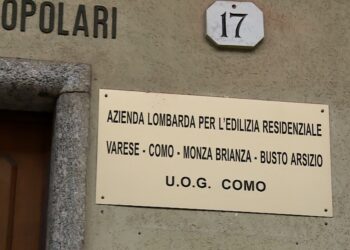 OPOLARI
17
AZIENDA LOMBARDA PER L'EDILIZIA RESIDENZIALE
VARESE - COMO - MONZA BRIANZA - BUSTO ARSIZIO
U.O.G. COMO